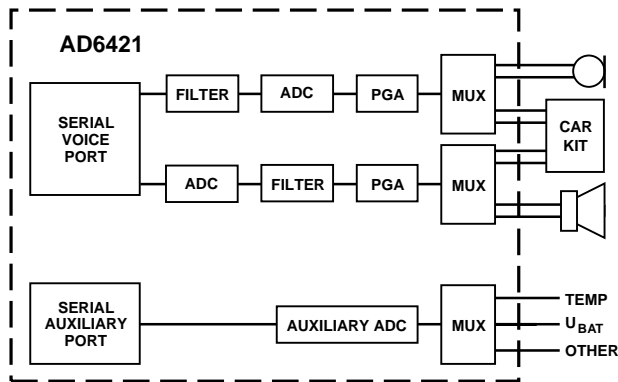 AD6421
FILTER
ADC
PGA
MUX
SERIAL
VOICE
PORT
CAR
KIT
ADC
FILTER
PGA
MUX
SERIAL
AUXILIARY
PORT
AUXILIARY ADC
MUX
TEMP
UBAT
OTHER